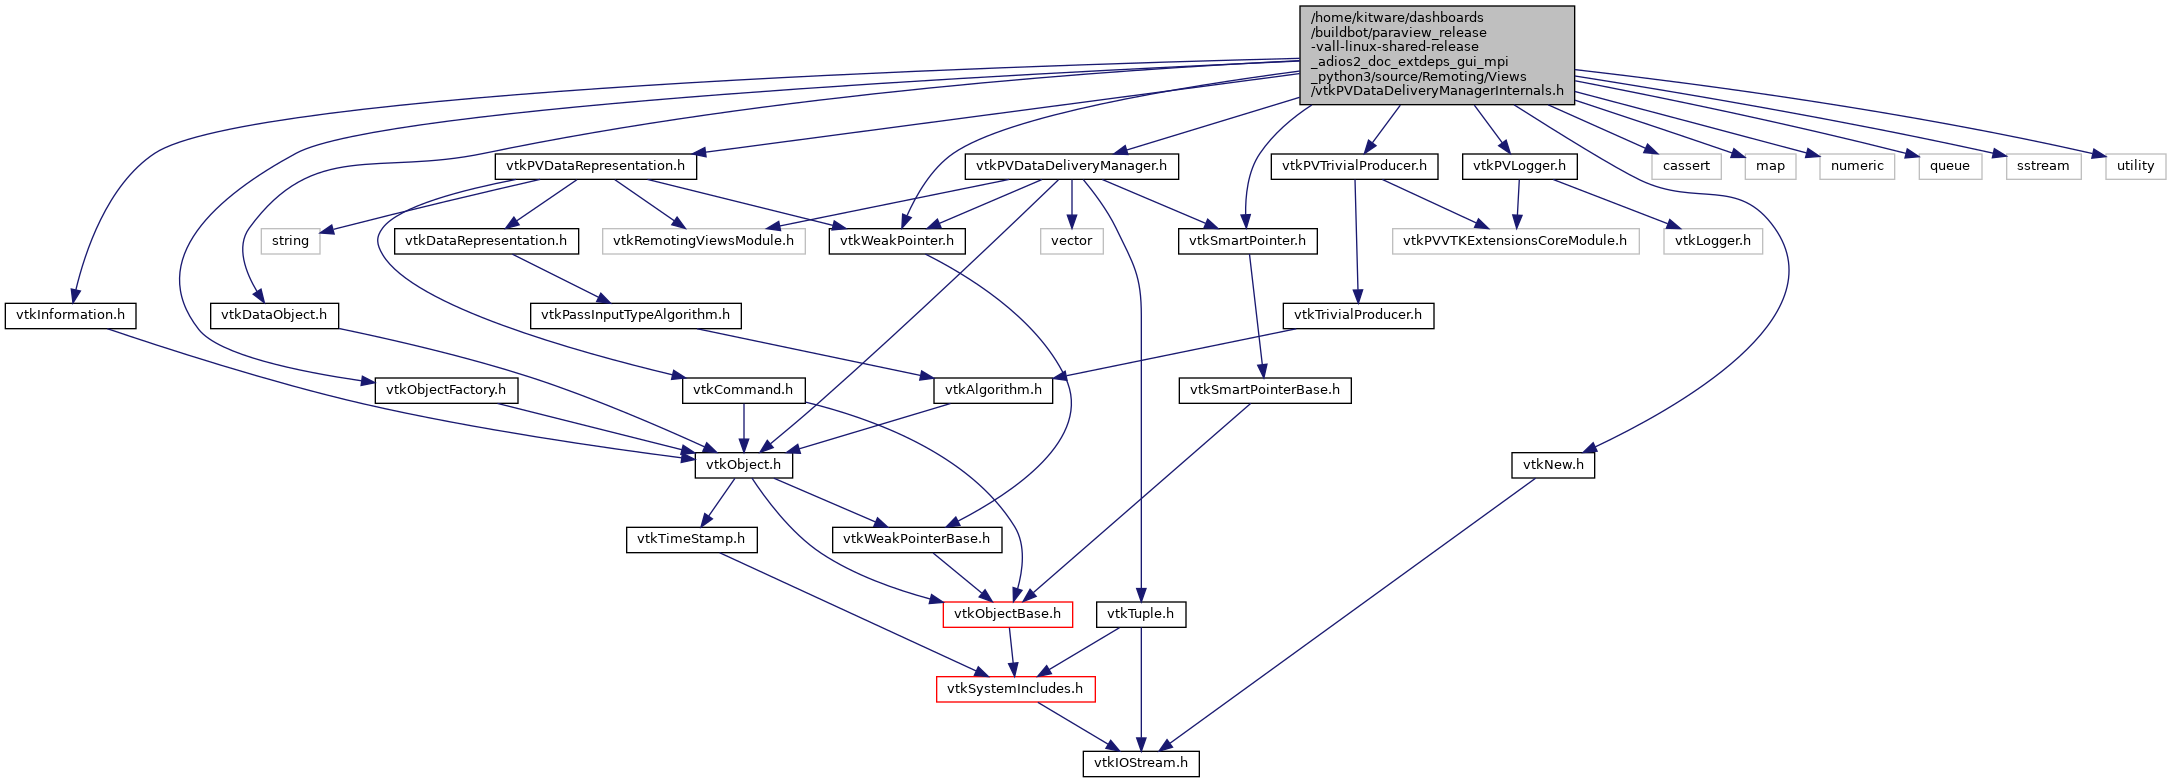 /home/kitware/dashboards
/buildbot/paraview_release
-vall-linux-shared-release
_adios2_doc_extdeps_gui_mpi
_python3/source/Remoting/Views
/vtkPVDataDeliveryManagerInternals.h
vtkPVDataRepresentation.h
vtkPVDataDeliveryManager.h
vtkPVTrivialProducer.h
vtkPVLogger.h
cassert
map
numeric
queue
sstream
utility
string
vtkDataRepresentation.h
vtkRemotingViewsModule.h
vtkWeakPointer.h
vector
vtkSmartPointer.h
vtkPVVTKExtensionsCoreModule.h
vtkLogger.h
vtkInformation.h
vtkDataObject.h
vtkPassInputTypeAlgorithm.h
vtkTrivialProducer.h
vtkObjectFactory.h
vtkCommand.h
vtkAlgorithm.h
vtkSmartPointerBase.h
vtkObject.h
vtkNew.h
vtkTimeStamp.h
vtkWeakPointerBase.h
vtkObjectBase.h
vtkTuple.h
vtkSystemIncludes.h
vtkIOStream.h